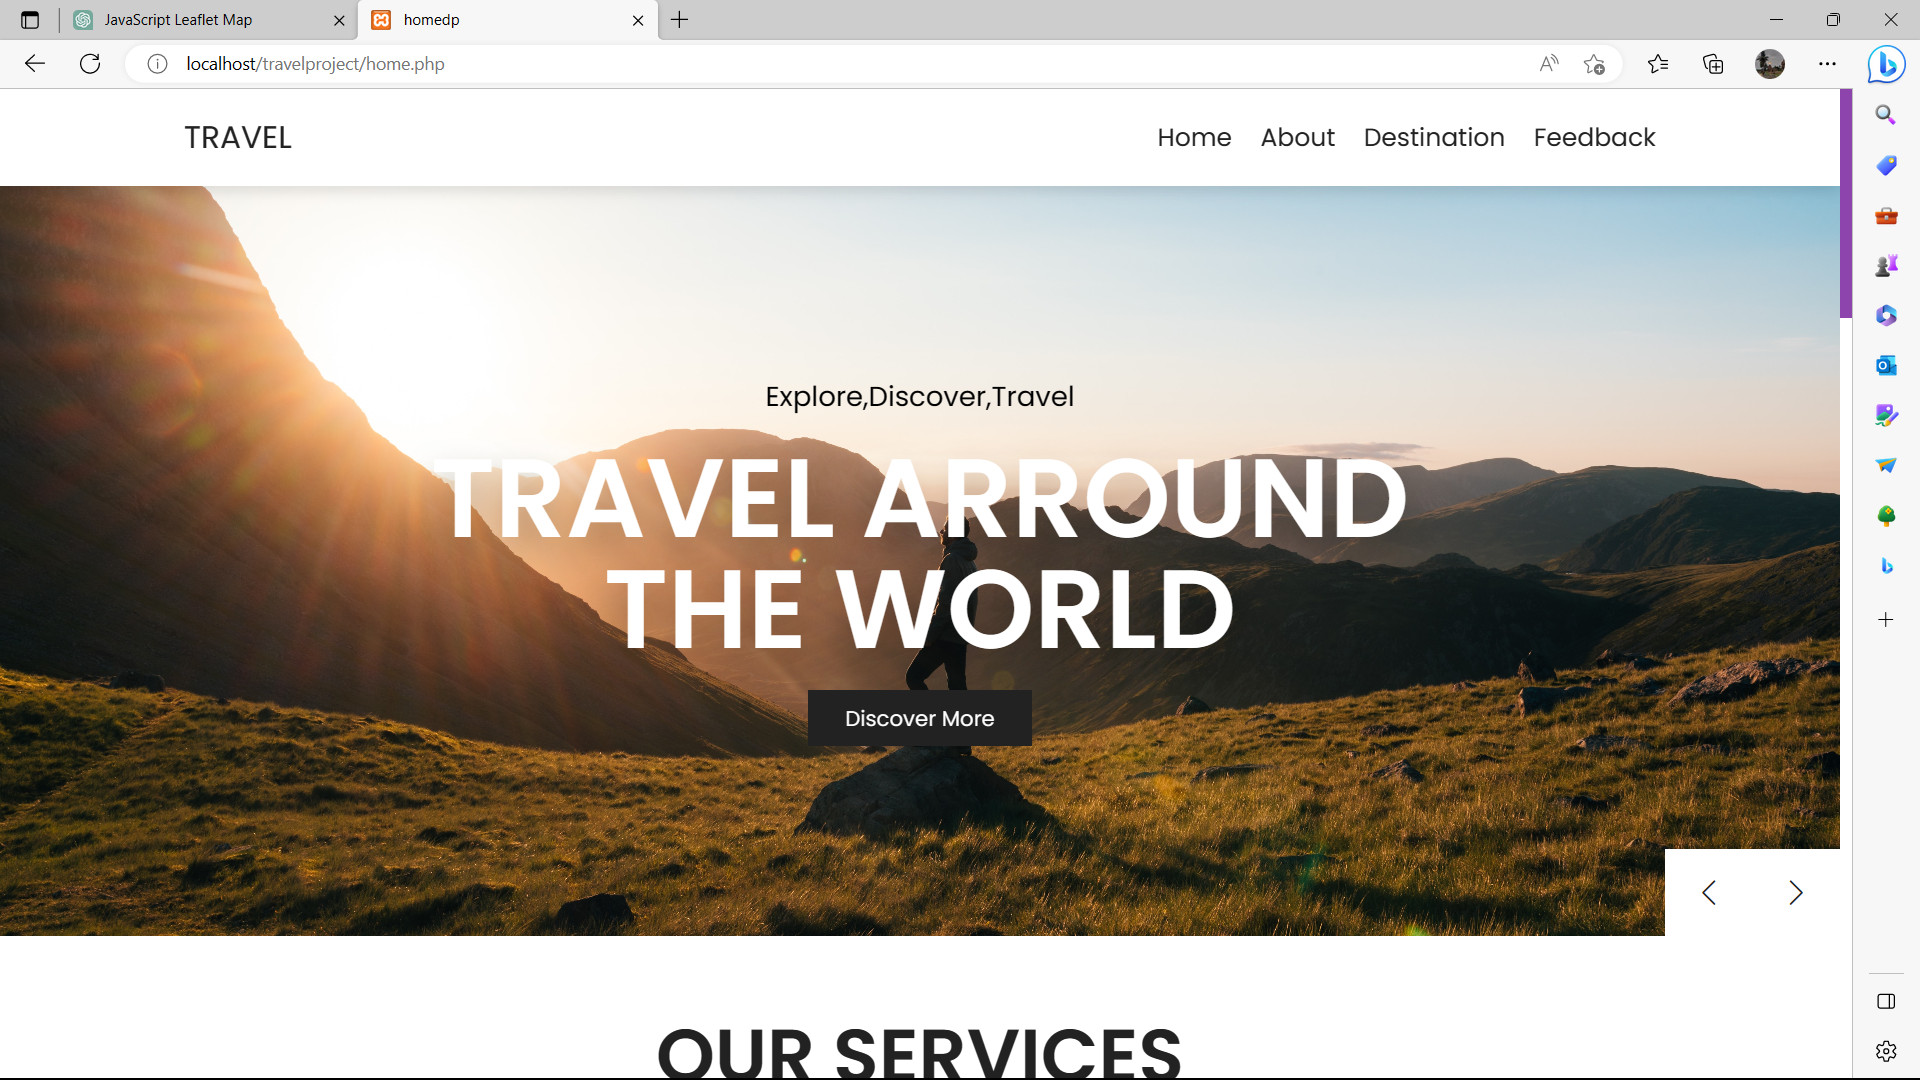 JavaScript Leaflet Map
homedp
localhost/travelproject/home.php
TRAVEL
Home About Destination Feedback
Explore,Discover,Travel
TRAVEL ARROUND
THE WORLD
Discover More
OUR SERVICES